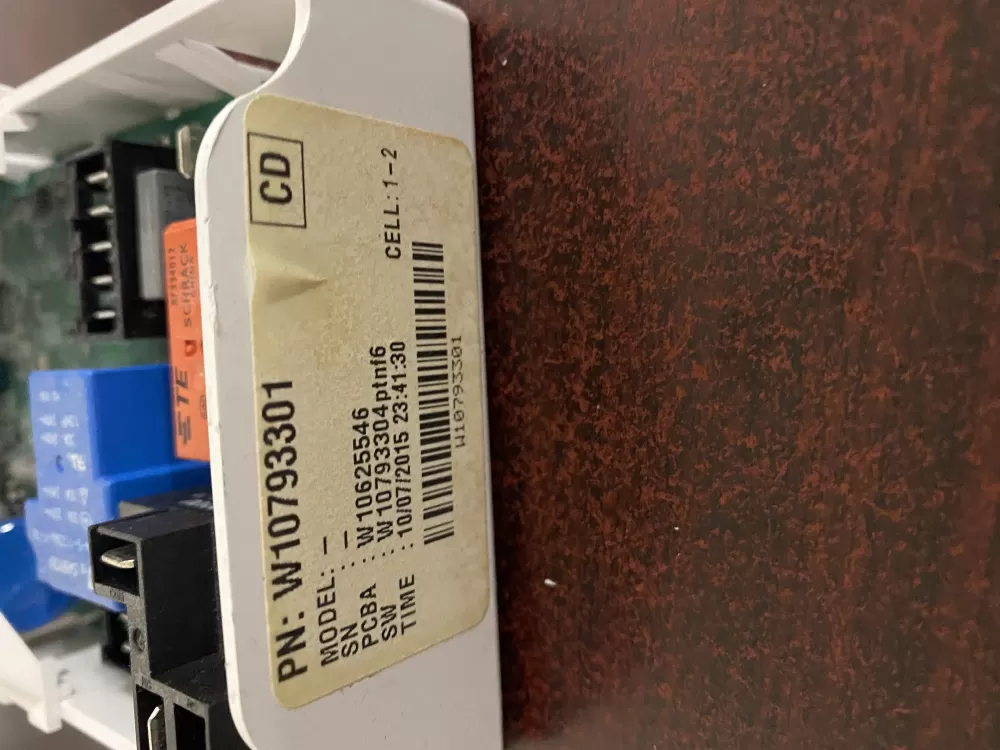 CD
PN: W10793301
MODEL: –
SN : –
PCBA : W10625546
SW : W10793304ptnf6
TIME : 10/07/2015 23:41:30
CELL:1-2
W10793301
TE
SCHRACK